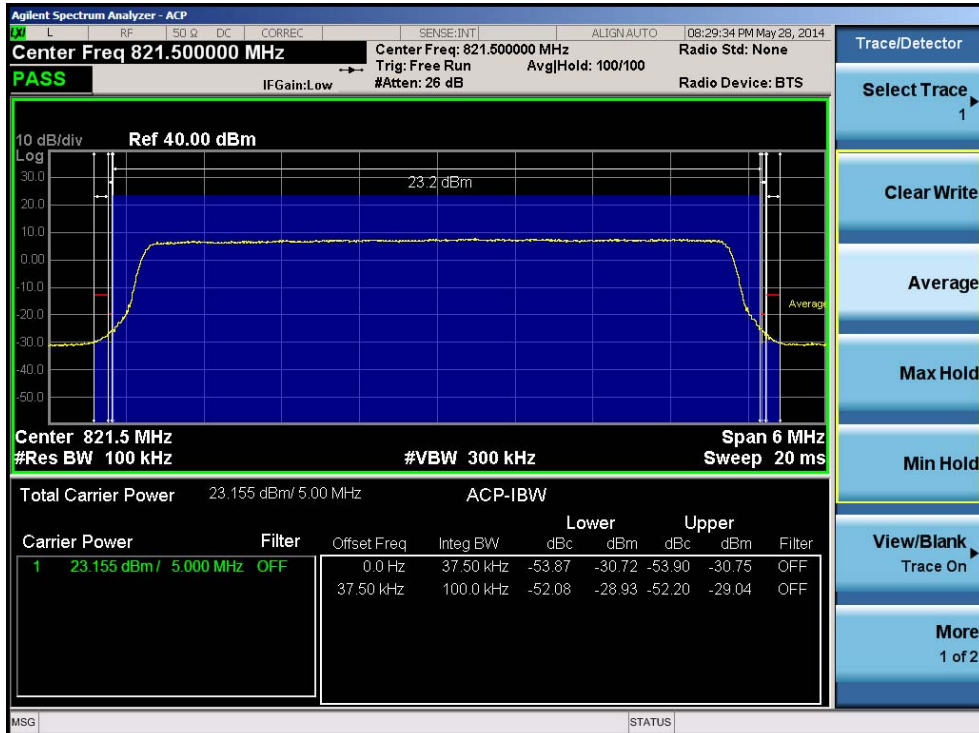 Agilent Spectrum Analyzer - ACP
LXI L RF 50 Ω DC CORREC SENSE:INT ALIGN AUTO 08:29:34 PM May 28, 2014
Center Freq 821.500000 MHz
Center Freq: 821.500000 MHz
Radio Std: None
Trig: Free Run Avg|Hold: 100/100
PASS
IFGain:Low
#Atten: 26 dB
Radio Device: BTS
10 dB/div Ref 40.00 dBm
Log
30.0
23.2 dBm
20.0
10.0
0.00
-10.0
-20.0
Average
-30.0
-40.0
-50.0
Center 821.5 MHz Span 6 MHz
#Res BW 100 kHz #VBW 300 kHz Sweep 20 ms
Total Carrier Power 23.155 dBm/ 5.00 MHz ACP-IBW
Lower Upper
Carrier Power Filter
Offset Freq Integ BW dBc dBm dBc dBm Filter
1 23.155 dBm / 5.000 MHz OFF
0.0 Hz 37.50 kHz -53.87 -30.72 -53.90 -30.75 OFF
37.50 kHz 100.0 kHz -52.08 -28.93 -52.20 -29.04 OFF
MSG STATUS
Trace/Detector
Select Trace
1
Clear Write
Average
Max Hold
Min Hold
View/Blank
Trace On
More
1 of 2